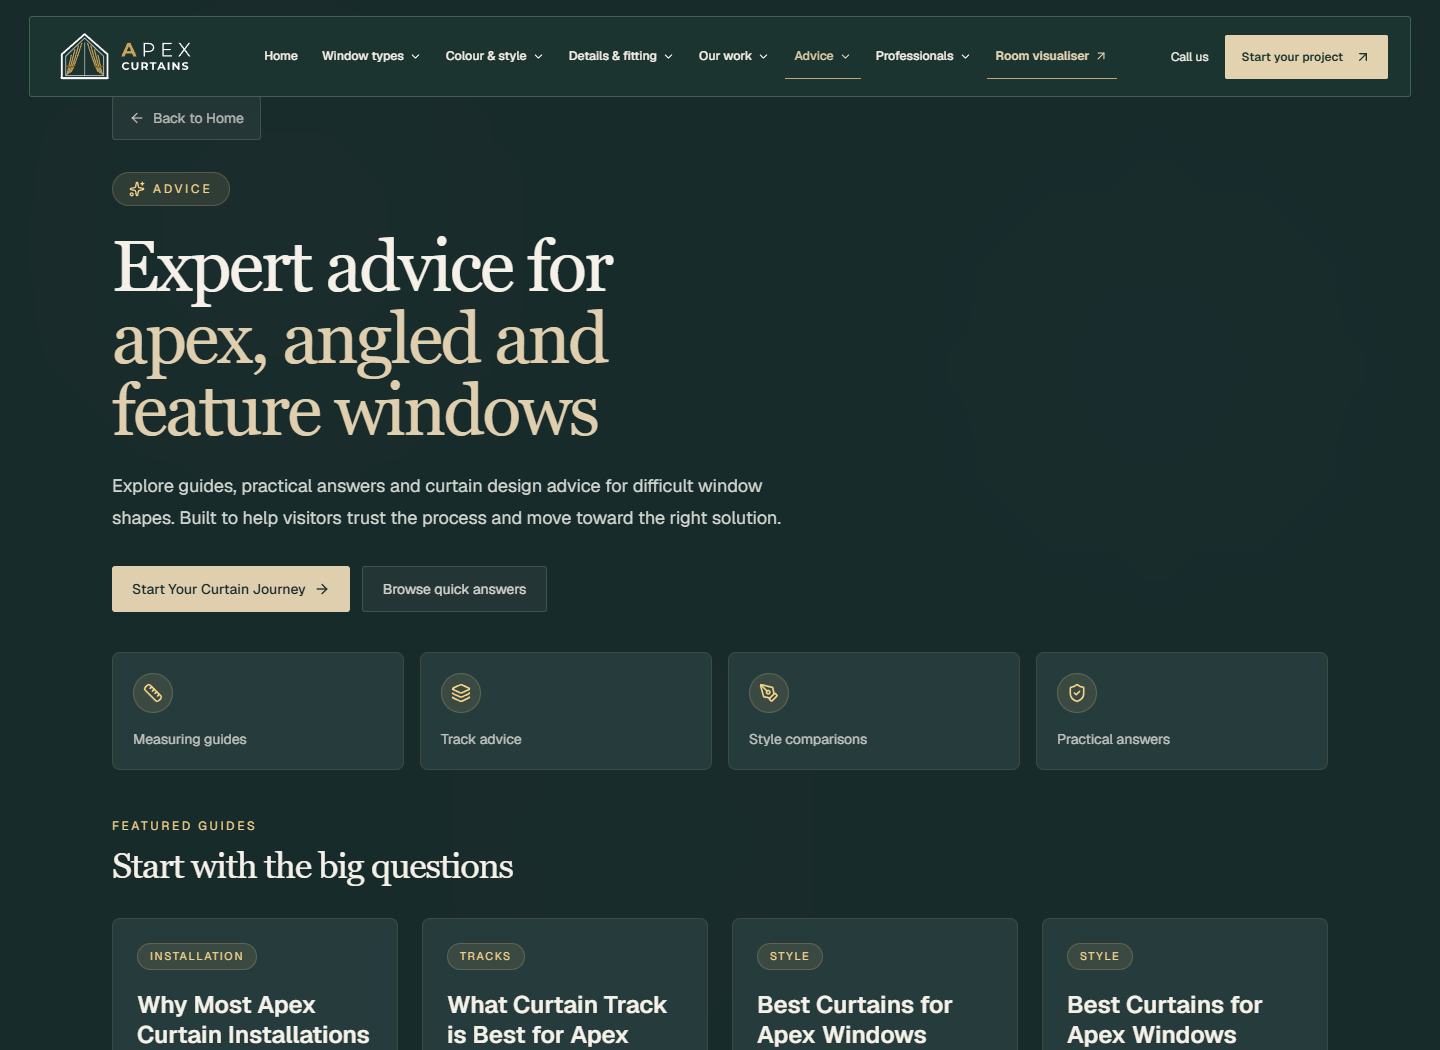 APEX
CURTAINS
Home
Window types
Colour & style
Details & fitting
Our work
Advice
Professionals
Room visualiser
Call us
Start your project
Back to Home
ADVICE
Expert advice for
apex, angled and
feature windows
Explore guides, practical answers and curtain design advice for difficult window
shapes. Built to help visitors trust the process and move toward the right solution.
Start Your Curtain Journey
Browse quick answers
Measuring guides
Track advice
Style comparisons
Practical answers
FEATURED GUIDES
Start with the big questions
INSTALLATION
Why Most Apex
Curtain Installations
TRACKS
What Curtain Track
is Best for Apex
STYLE
Best Curtains for
Apex Windows
STYLE
Best Curtains for
Apex Windows